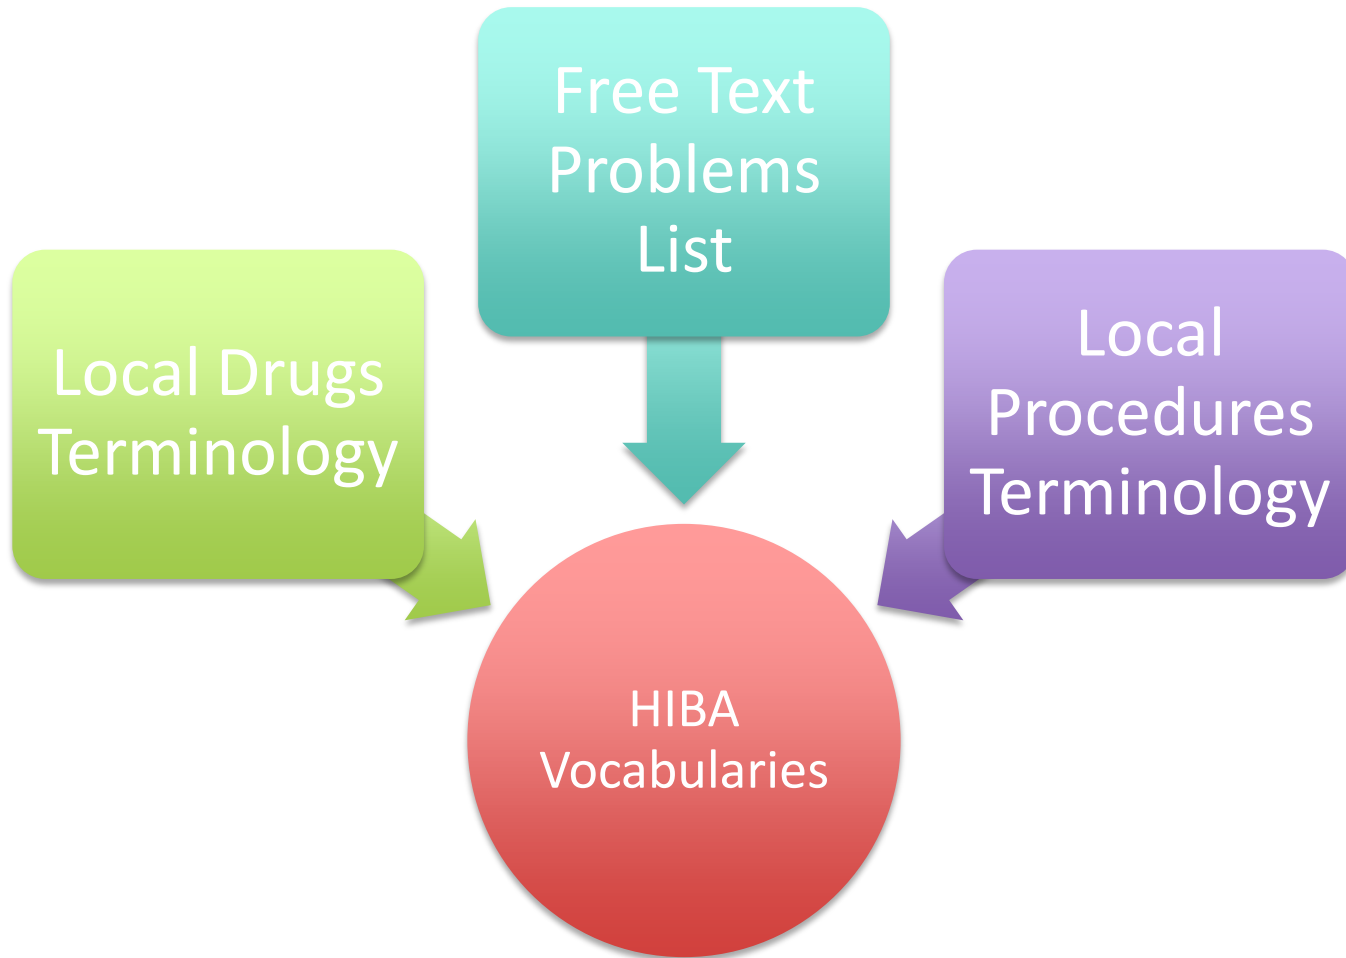 Free Text
Problems
List
Local Drugs
Terminology
Local
Procedures
Terminology
HIBA
Vocabularies